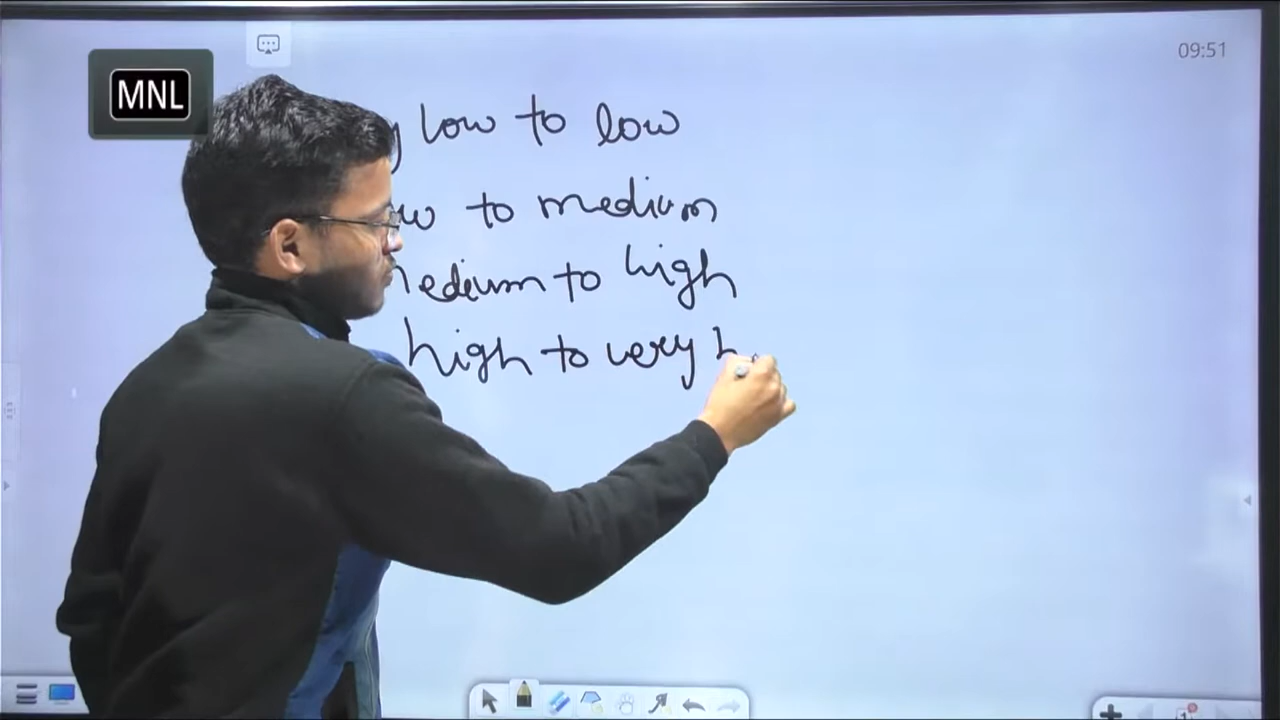 MNL
09:51
low to low
to medium
to high
high to very